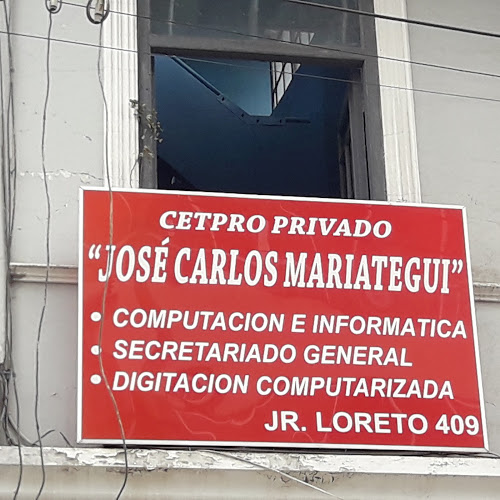 CETPRO PRIVADO
“JOSÉ CARLOS MARIATEGUI”
• COMPUTACION E INFORMATICA
• SECRETARIADO GENERAL
• DIGITACION COMPUTARIZADA
JR. LORETO 409